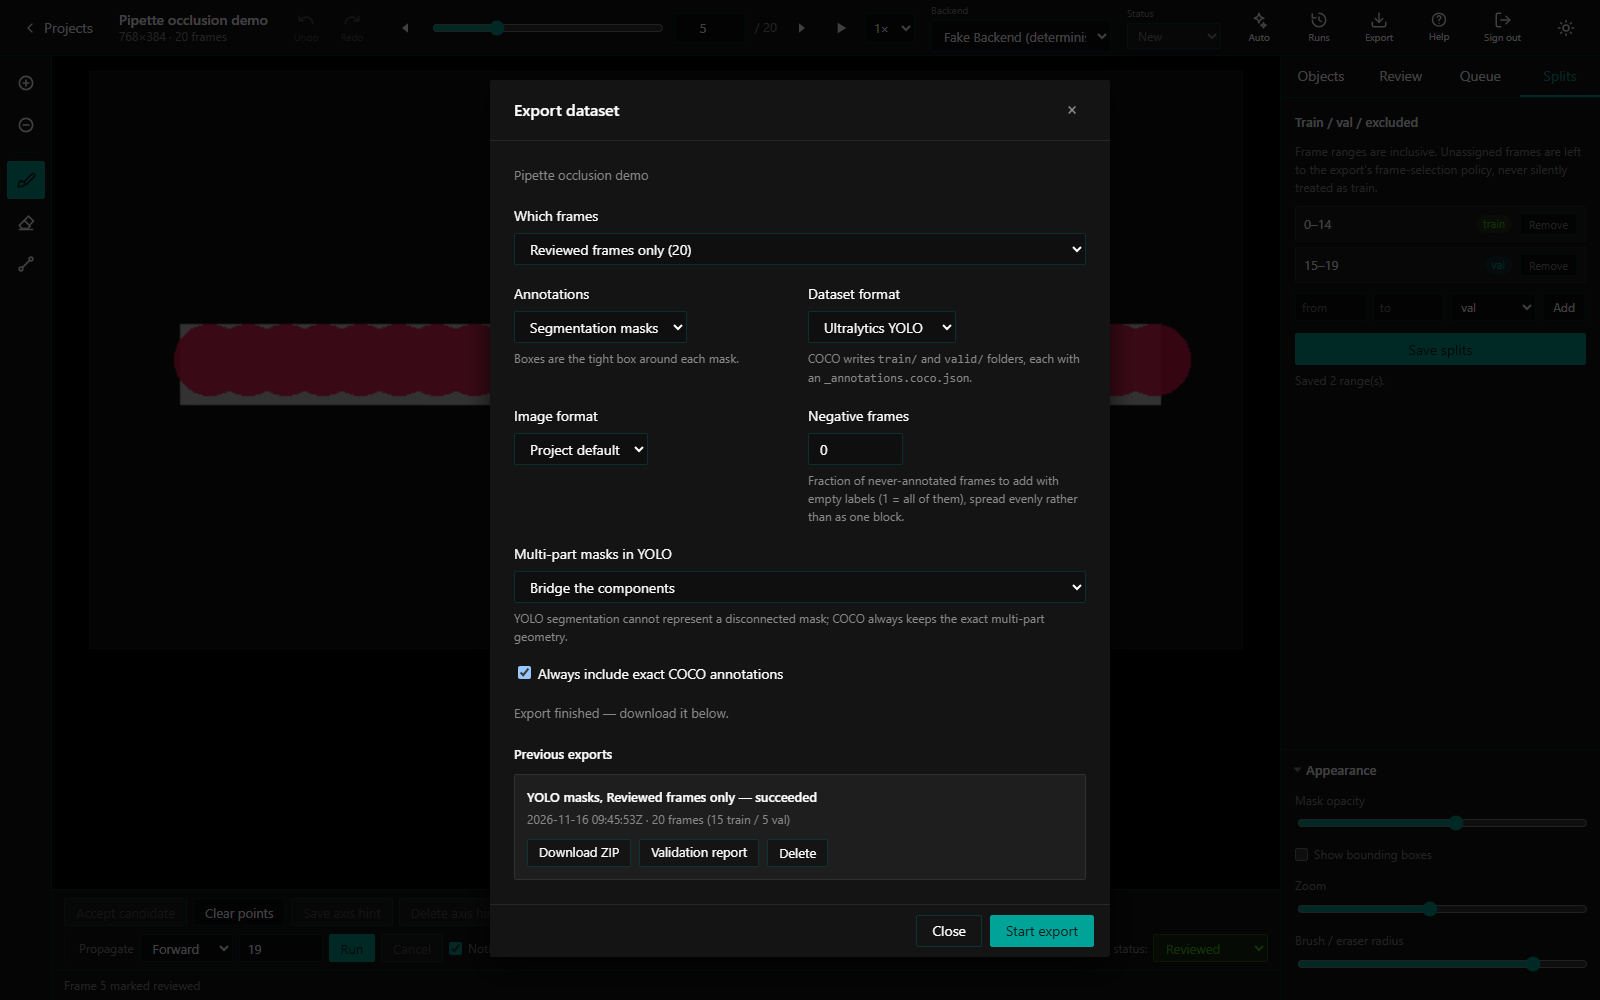 Projects
Pipette occlusion demo
768×384 · 20 frames
Undo
Redo
5
/ 20
1×
Backend
Fake Backend (determinis
Status
New
Auto
Runs
Export
Help
Sign out
Objects
Review
Queue
Splits
Train / val / excluded
Frame ranges are inclusive. Unassigned frames are left
to the export's frame-selection policy, never silently
treated as train.
0–14
train
Remove
15–19
val
Remove
from
to
val
Add
Save splits
Saved 2 range(s).
Export dataset
×
Pipette occlusion demo
Which frames
Reviewed frames only (20)
Annotations
Segmentation masks
Boxes are the tight box around each mask.
Dataset format
Ultralytics YOLO
COCO writes train/ and valid/ folders, each with
an _annotations.coco.json.
Image format
Project default
Negative frames
0
Fraction of never-annotated frames to add with
empty labels (1 = all of them), spread evenly rather
than as one block.
Multi-part masks in YOLO
Bridge the components
YOLO segmentation cannot represent a disconnected mask; COCO always keeps the exact multi-part
geometry.
Always include exact COCO annotations
Export finished — download it below.
Previous exports
YOLO masks, Reviewed frames only — succeeded
2026-11-16 09:45:53Z · 20 frames (15 train / 5 val)
Download ZIP
Validation report
Delete
Close
Start export
Appearance
Mask opacity
Show bounding boxes
Zoom
Brush / eraser radius
Accept candidate
Clear points
Save axis hint
Delete axis hin
Propagate
Forward
19
Run
Cancel
status:
Reviewed
Frame 5 marked reviewed